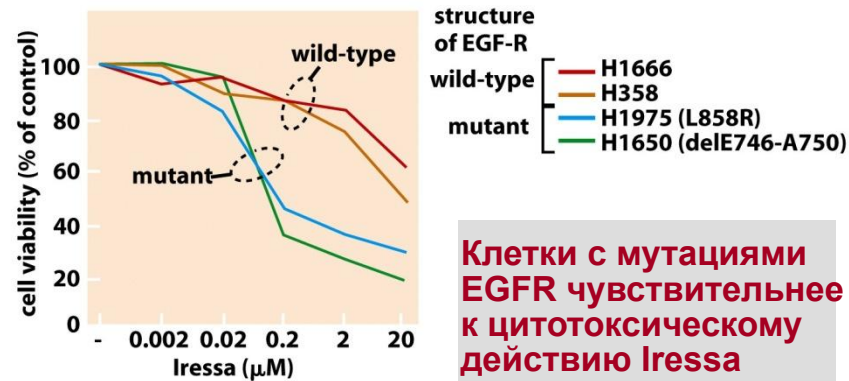 structure
of EGF-R
wild-type
H1666
H358
mutant
H1975 (L858R)
H1650 (delE746-A750)
cell viability (% of control)
100
80
60
40
20
0
wild-type
mutant
- 0.002 0.02 0.2 2 20
Iressa (μM)
Клетки с мутациями
EGFR чувствительнее
к цитотоксическому
действию Iressa